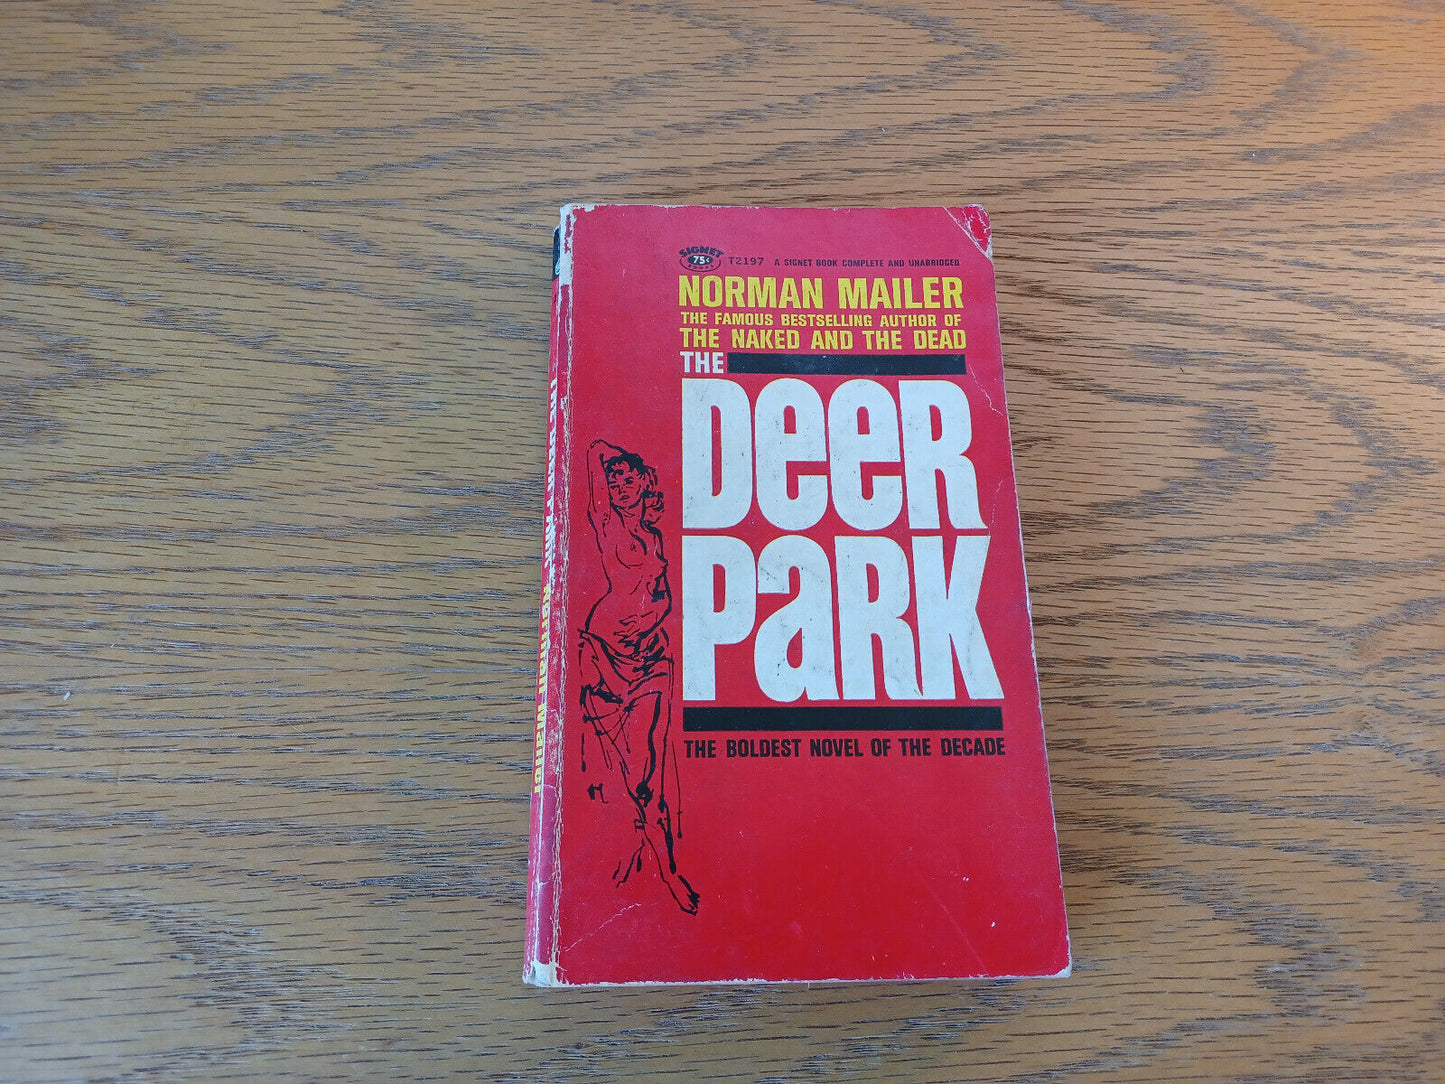 SIGNET
75¢
BOOKS
T2197 A SIGNET BOOK COMPLETE AND UNABRIDGED
NORMAN MAILER
THE FAMOUS BESTSELLING AUTHOR OF
THE NAKED AND THE DEAD
THE
DeeR
PaRK
THE BOLDEST NOVEL OF THE DECADE
THE DEER PARK Norman Mailer